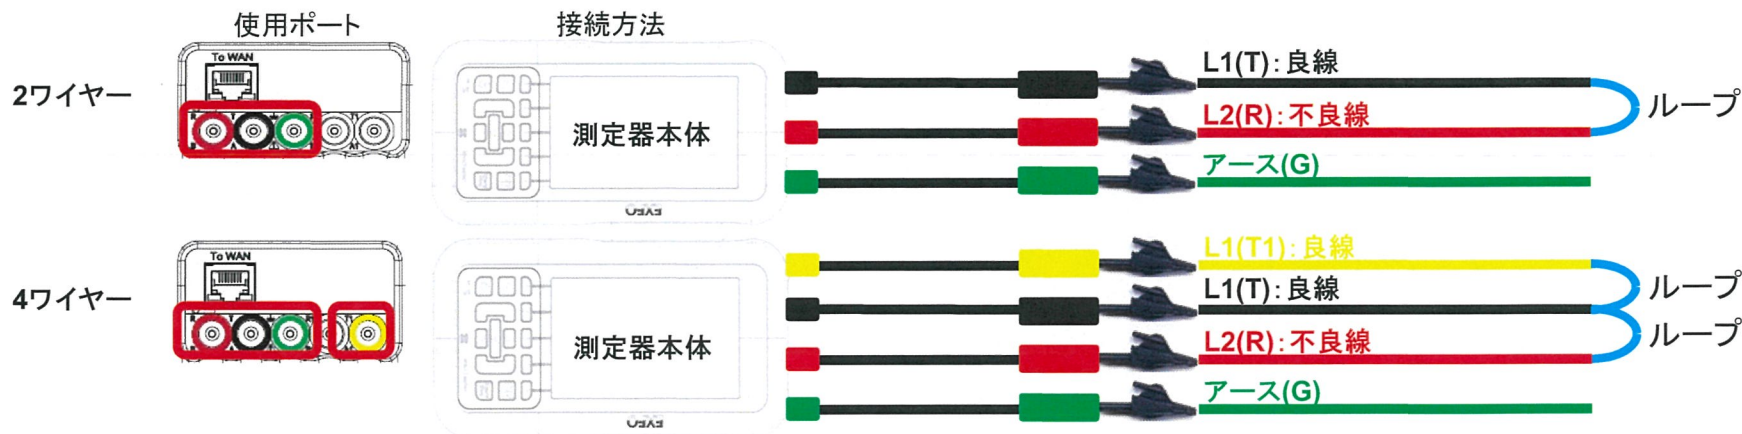 使用ポート
接続方法
2ワイヤー
To WAN
測定器本体
L1(T):良線
L2(R):不良線
アース(G)
ループ
EXFO
4ワイヤー
To WAN
測定器本体
L1(T1):良線
L1(T):良線
L2(R):不良線
アース(G)
ループ
ループ
EXFO